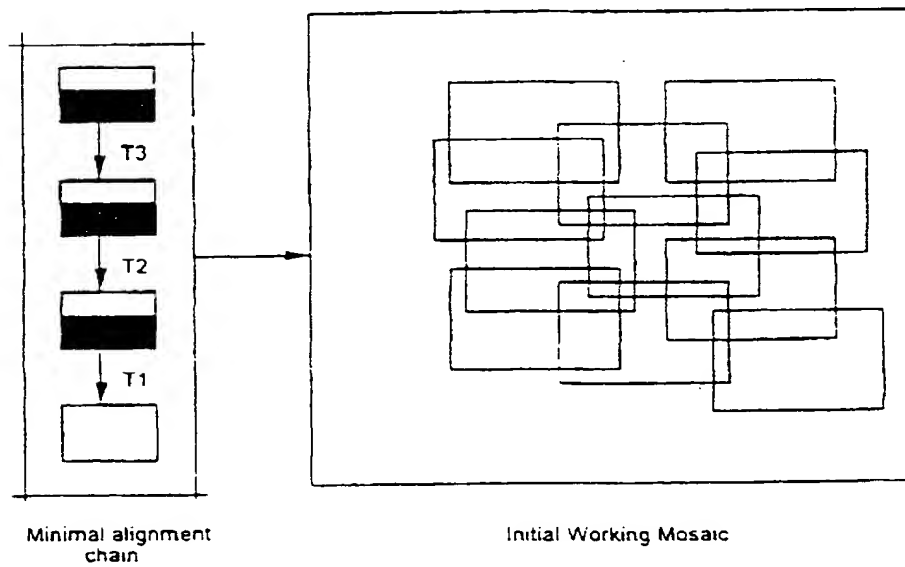 T3
T2
T1
Minimal alignment
chain
Initial Working Mosaic